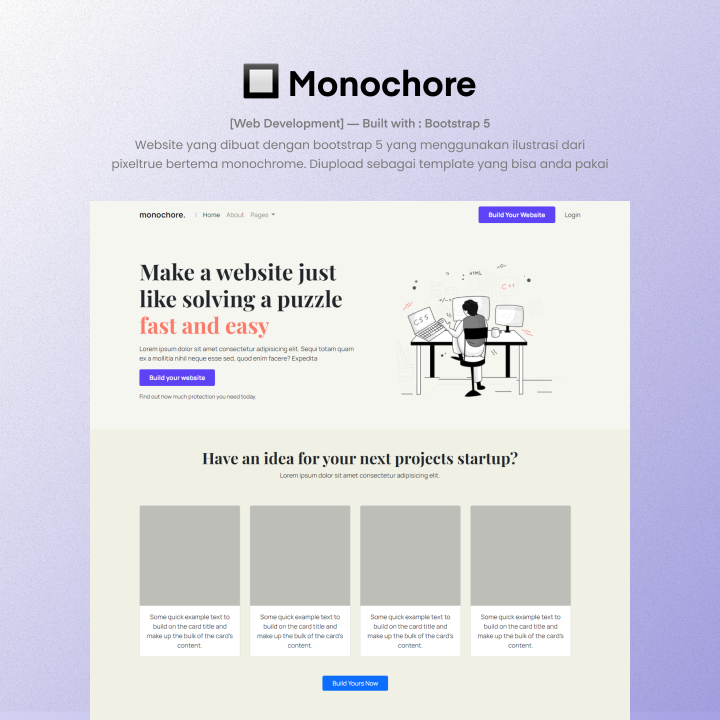 Monochore
[Web Development] — Built with : Bootstrap 5
Website yang dibuat dengan bootstrap 5 yang menggunakan ilustrasi dari
pixeltrue bertema monochrome. Diupload sebagai template yang bisa anda pakai
monochore. | Home About Pages Build Your Website Login
Make a website just
like solving a puzzle
fast and easy
Lorem ipsum dolor sit amet consectetur adipisicing elit. Sequi totam quam
ex a mollitia nihil neque esse sed, quod enim facere? Expedita
Build your website
Find out how much protection you need today.
HTML
C++
</>
CSS
Have an idea for your next projects startup?
Lorem ipsum dolor sit amet consectetur adipisicing elit.
Some quick example text to
build on the card title and
make up the bulk of the card's
content.
Some quick example text to
build on the card title and
make up the bulk of the card's
content.
Some quick example text to
build on the card title and
make up the bulk of the card's
content.
Some quick example text to
build on the card title and
make up the bulk of the card's
content.
Build Yours Now